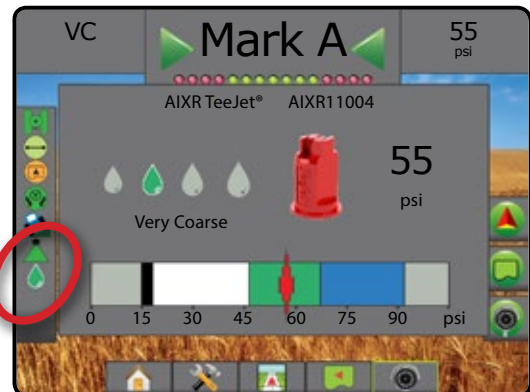 VC
Mark A
55
psi
AIXR TeeJet® AIXR11004
55
psi
Very Coarse
0 15 30 45 60 75 90 psi